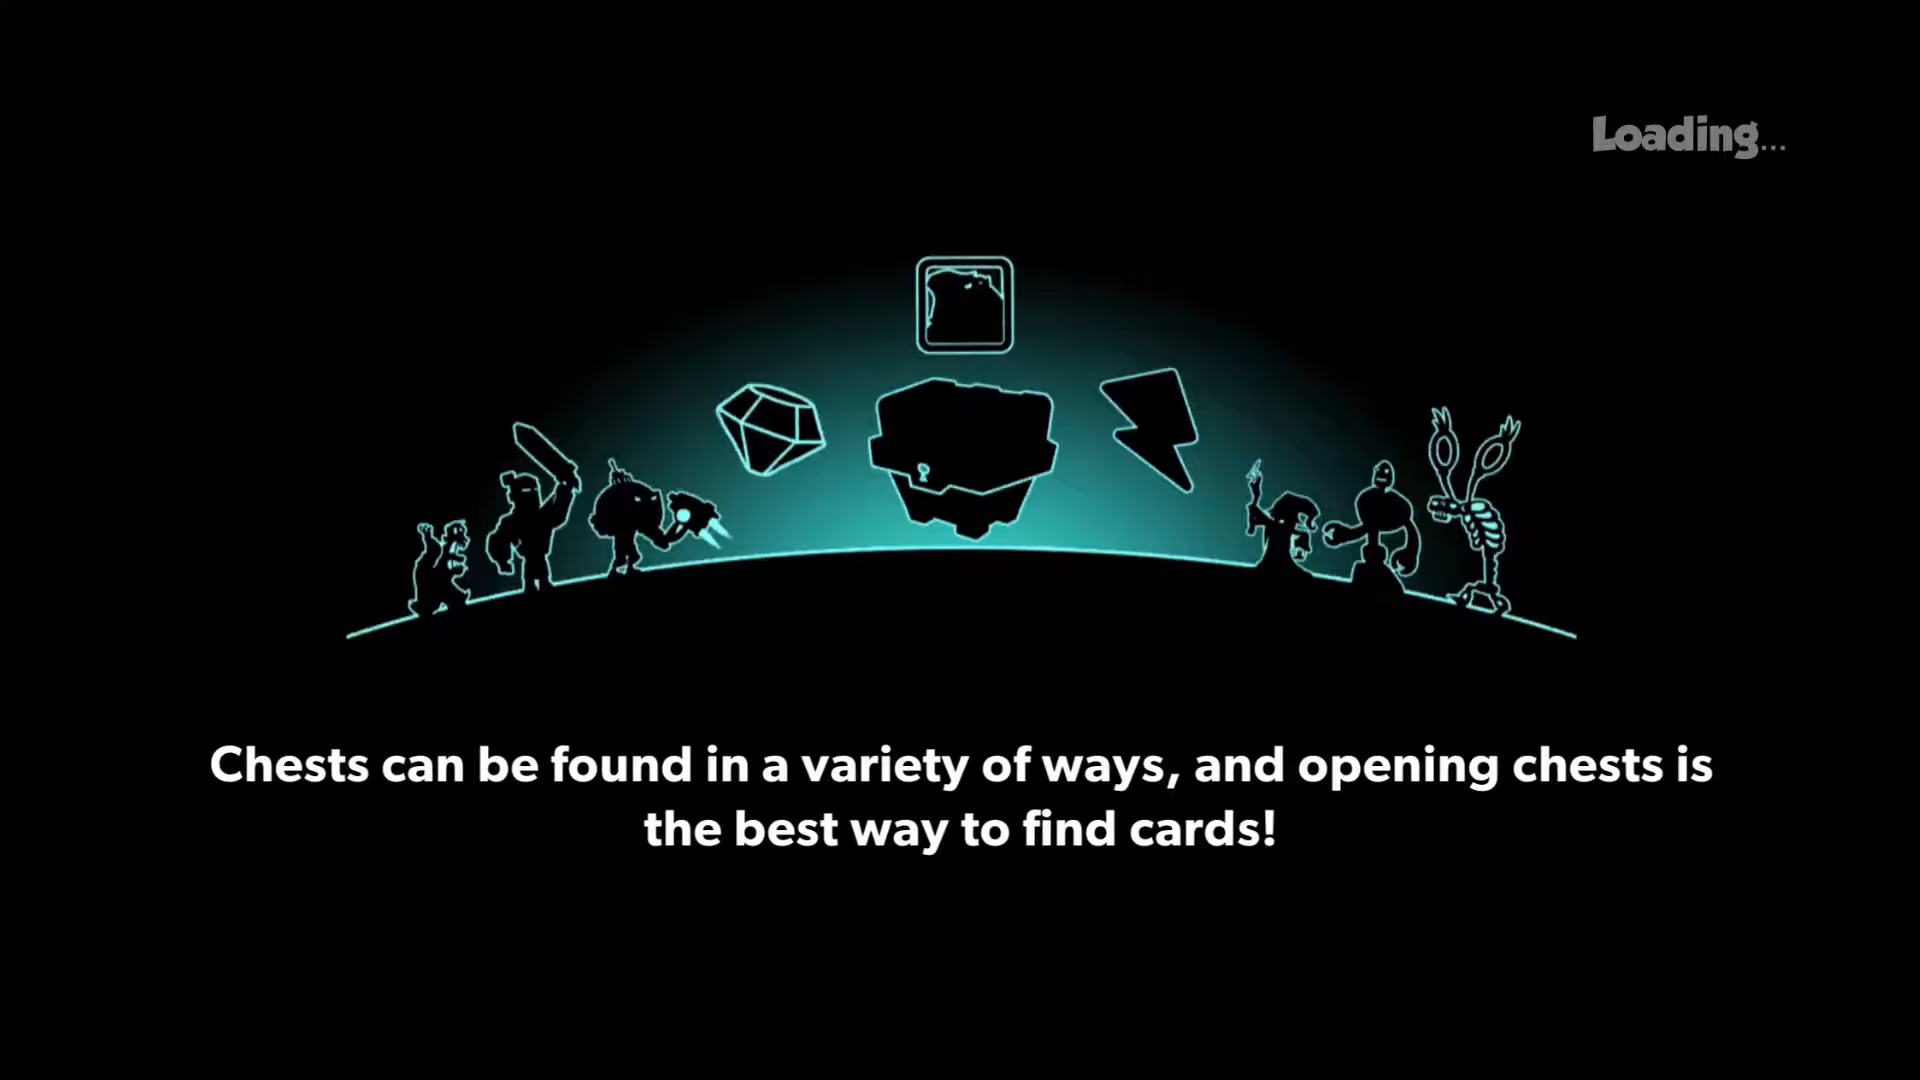 Loading...
Chests can be found in a variety of ways, and opening chests is
the best way to find cards!